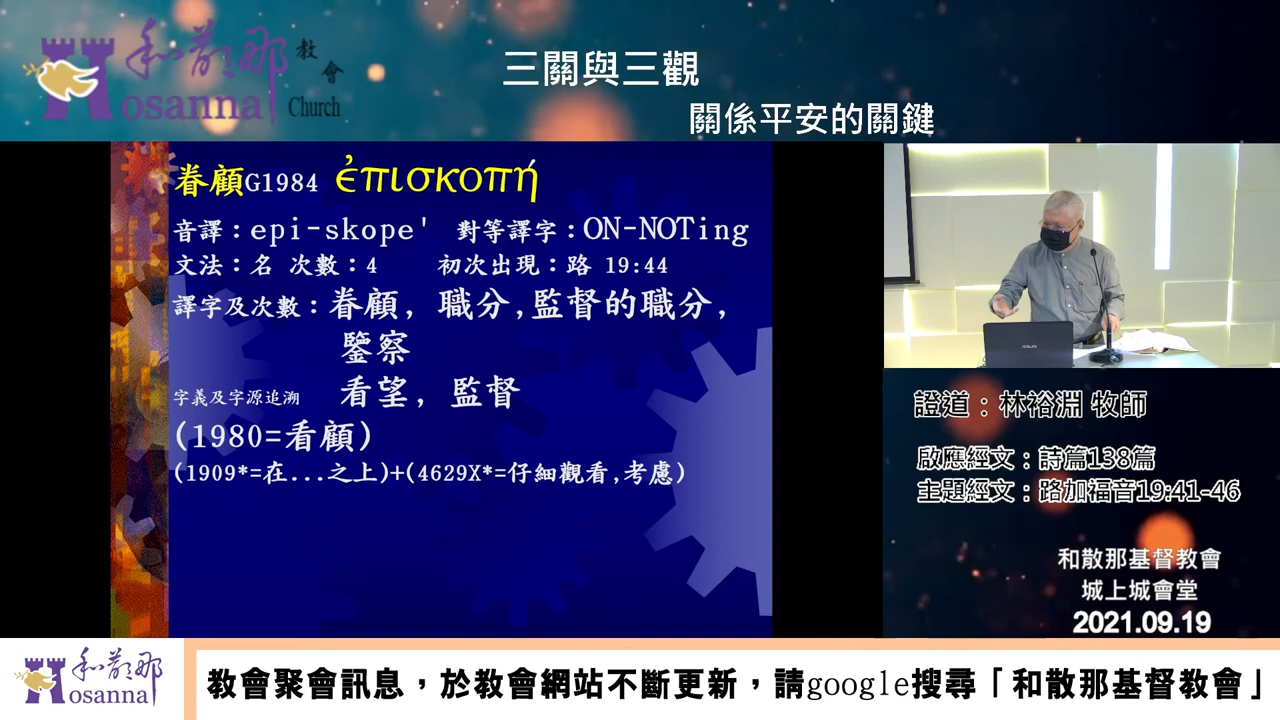 和散那教會
Hosanna Church
三關與三觀
關係平安的關鍵
眷顧G1984 ἐπισκοπή
音譯：epi-skope' 對等譯字：ON-NOTing
文法：名 次數：4 初次出現：路 19:44
譯字及次數：眷顧, 職分,監督的職分,
鑒察
字義及字源追溯 看望, 監督
(1980=看顧)
(1909*=在...之上)+(4629X*=仔細觀看,考慮)
ASUS
證道：林裕淵 牧師
啟應經文：詩篇138篇
主題經文：路加福音19:41-46
和散那基督教會
城上城會堂
2021.09.19
和散那
Hosanna
教會聚會訊息，於教會網站不斷更新，請google搜尋「和散那基督教會」